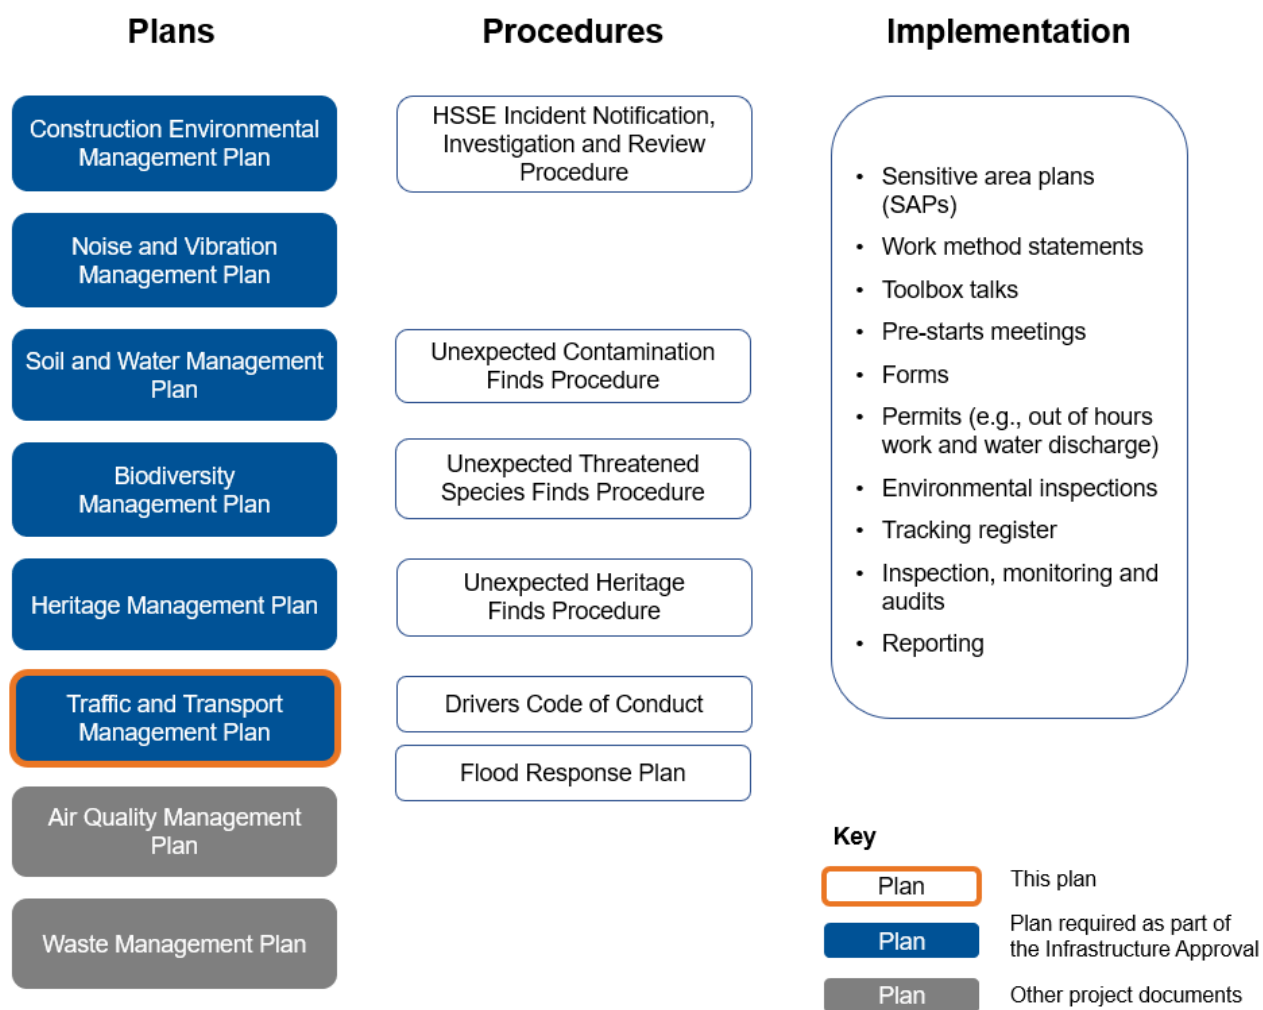 Plans
Procedures
Implementation
Construction Environmental
Management Plan
Noise and Vibration
Management Plan
Soil and Water Management
Plan
Biodiversity
Management Plan
Heritage Management Plan
Traffic and Transport
Management Plan
Air Quality Management
Plan
Waste Management Plan
HSSE Incident Notification,
Investigation and Review
Procedure
Unexpected Contamination
Finds Procedure
Unexpected Threatened
Species Finds Procedure
Unexpected Heritage
Finds Procedure
Drivers Code of Conduct
Flood Response Plan
• Sensitive area plans
(SAPs)
• Work method statements
• Toolbox talks
• Pre-starts meetings
• Forms
• Permits (e.g., out of hours
work and water discharge)
• Environmental inspections
• Tracking register
• Inspection, monitoring and
audits
• Reporting
Key
Plan
This plan
Plan
Plan required as part of
the Infrastructure Approval
Plan
Other project documents